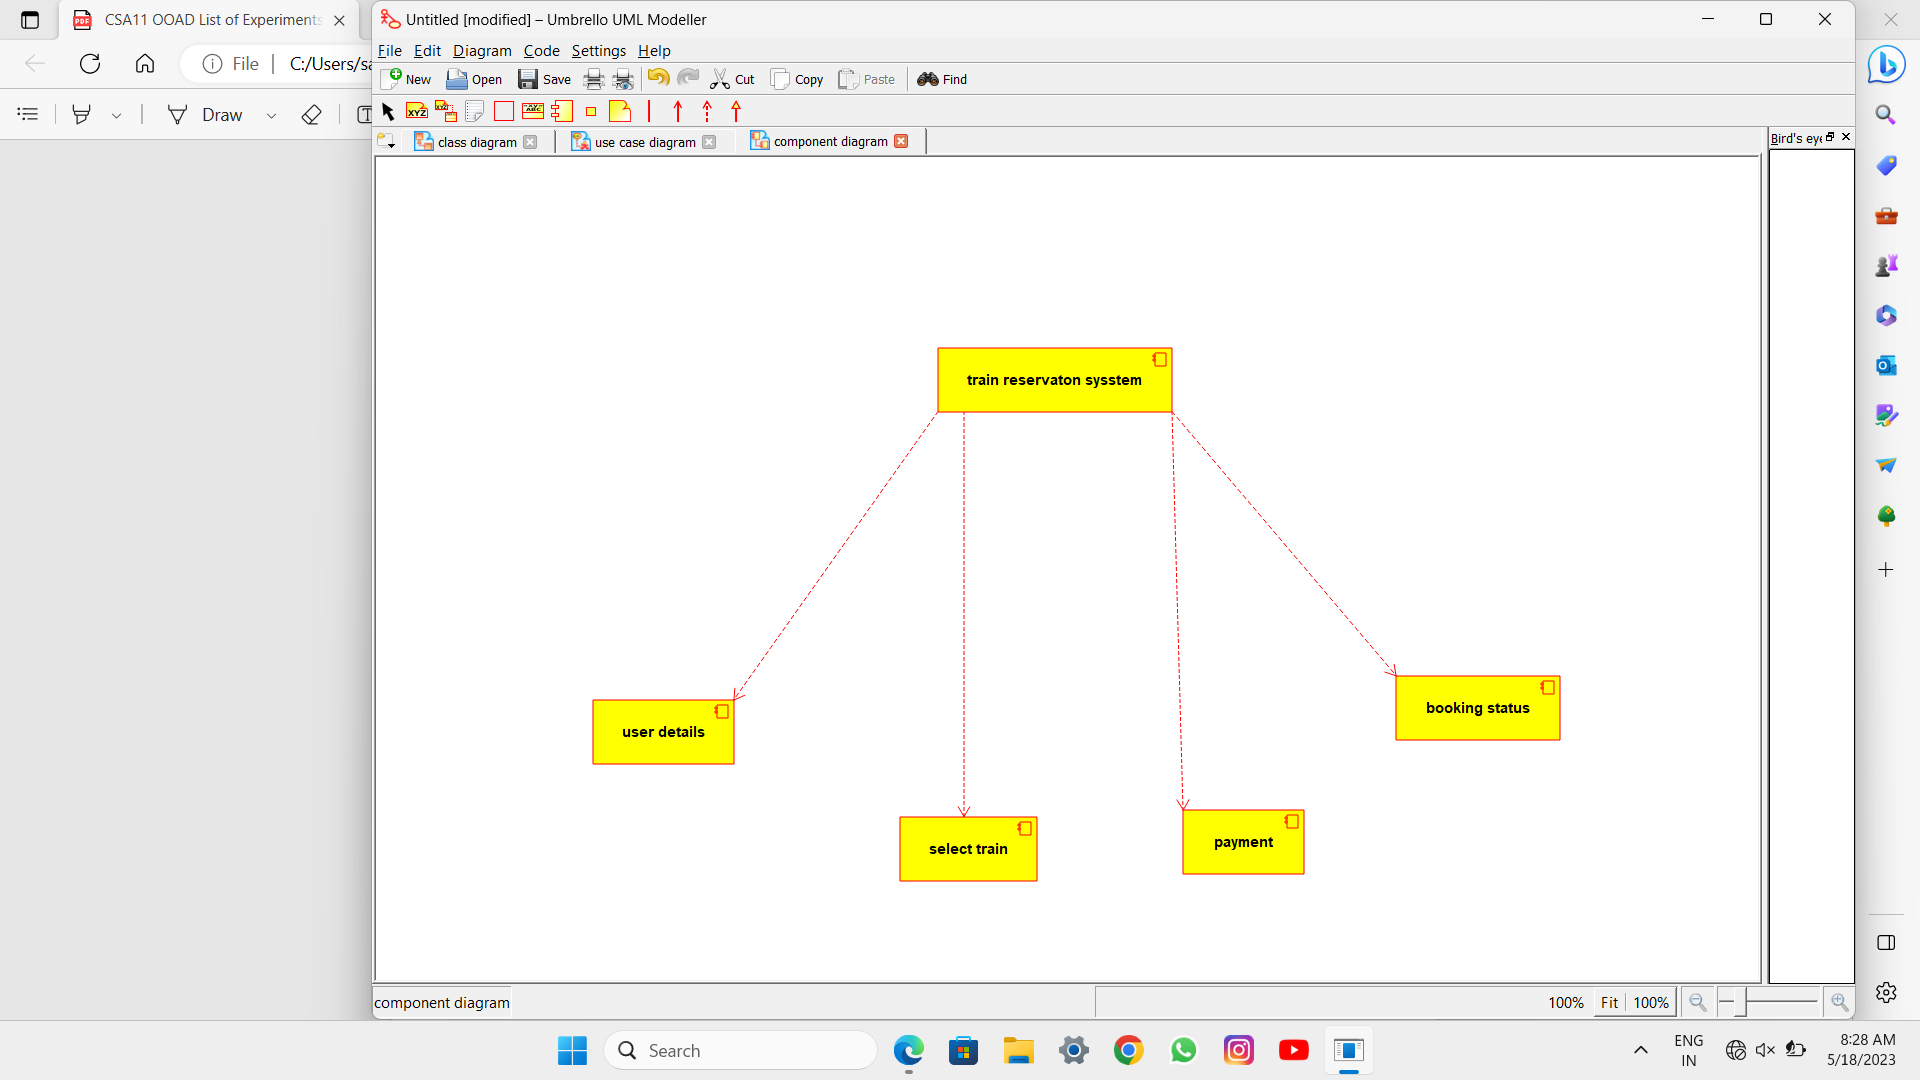 CSA11 OOAD List of Experiments
File
C:/Users/sa
Draw
Untitled [modified] – Umbrello UML Modeller
File Edit Diagram Code Settings Help
New Open Save Cut Copy Paste Find
class diagram
use case diagram
component diagram
Bird's eye
train reservaton sysstem
user details
booking status
select train
payment
component diagram
100% Fit 100%
Search
ENG
IN
8:28 AM
5/18/2023